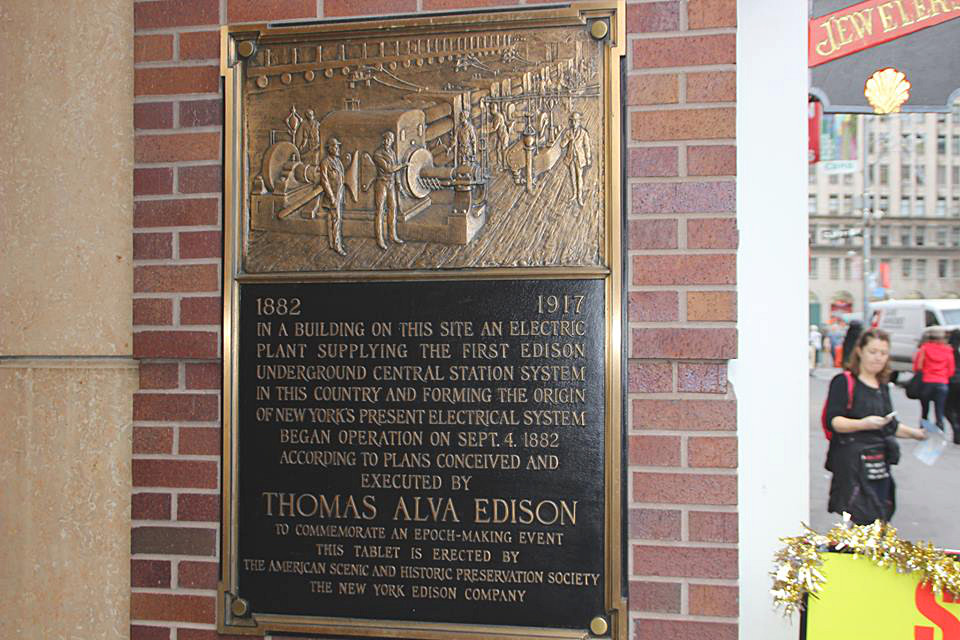 1882 1917
IN A BUILDING ON THIS SITE AN ELECTRIC
PLANT SUPPLYING THE FIRST EDISON
UNDERGROUND CENTRAL STATION SYSTEM
IN THIS COUNTRY AND FORMING THE ORIGIN
OF NEW YORK'S PRESENT ELECTRICAL SYSTEM
BEGAN OPERATION ON SEPT. 4. 1882
ACCORDING TO PLANS CONCEIVED AND
EXECUTED BY
THOMAS ALVA EDISON
TO COMMEMORATE AN EPOCH-MAKING EVENT
THIS TABLET IS ERECTED BY
THE AMERICAN SCENIC AND HISTORIC PRESERVATION SOCIETY
THE NEW YORK EDISON COMPANY
JEWELERS